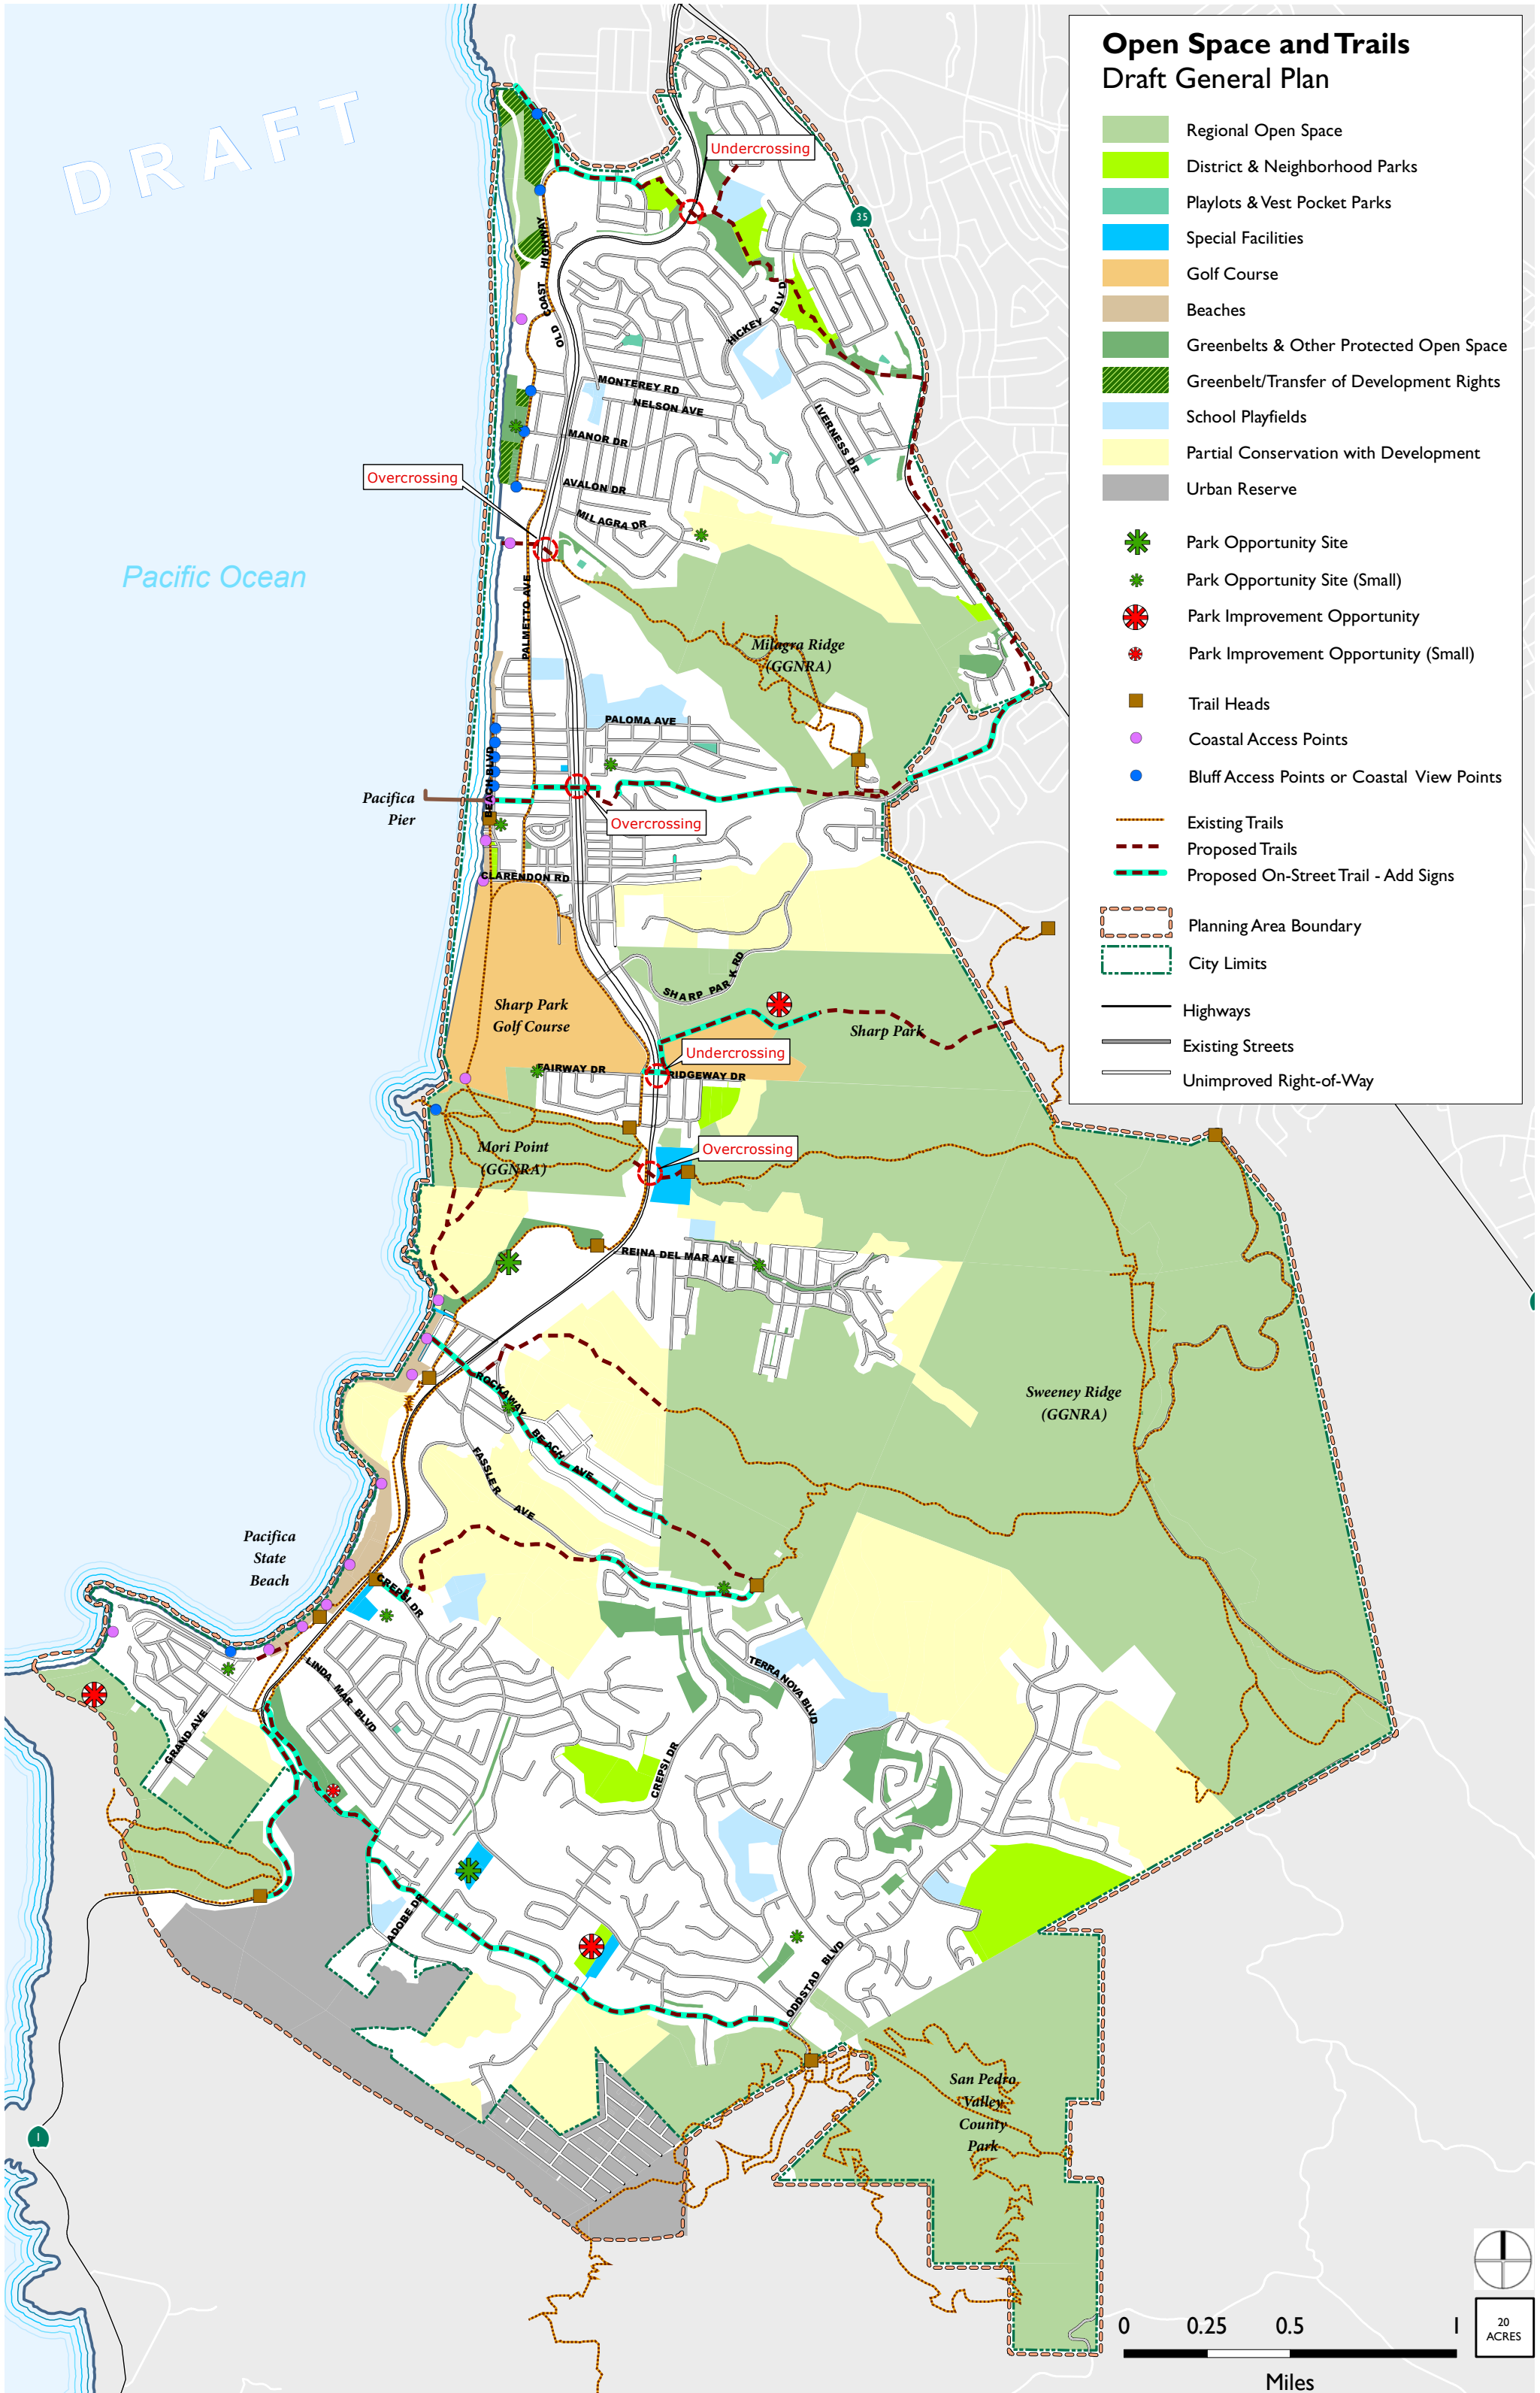 Open Space and Trails
Draft General Plan
Regional Open Space
District & Neighborhood Parks
Playlots & Vest Pocket Parks
Special Facilities
Golf Course
Beaches
Greenbelts & Other Protected Open Space
Greenbelt/Transfer of Development Rights
School Playfields
Partial Conservation with Development
Urban Reserve
Park Opportunity Site
Park Opportunity Site (Small)
Park Improvement Opportunity
Park Improvement Opportunity (Small)
Trail Heads
Coastal Access Points
Bluff Access Points or Coastal View Points
Existing Trails
Proposed Trails
Proposed On-Street Trail - Add Signs
Planning Area Boundary
City Limits
Highways
Existing Streets
Unimproved Right-of-Way
DRAFT
Undercrossing
35
OLD COAST HIGHWAY
HICKEY BLVD
MONTEREY RD
NELSON AVE
MANOR DR
IVERNESS DR
Overcrossing
AVALON DR
MILAGRA DR
Pacific Ocean
PALMETTO AVE
Milagra Ridge
(GGNRA)
PALOMA AVE
BEACH BLVD
Pacifica
Pier
Overcrossing
CLARENDON RD
SHARP PARK RD
Sharp Park
Golf Course
Sharp Park
Undercrossing
FAIRWAY DR
RIDGEWAY DR
Mori Point
(GGNRA)
Overcrossing
REINA DEL MAR AVE
ROCKAWAY BEACH AVE
Sweeney Ridge
(GGNRA)
FASSLER AVE
Pacifica
State
Beach
CREPSI DR
LINDA MAR BLVD
TERRA NOVA BLVD
GRAND AVE
CREPSI DR
ADOBE DR
ODDSTAD BLVD
San Pedro
Valley
County
Park
1
0 0.25 0.5 1
Miles
20
ACRES